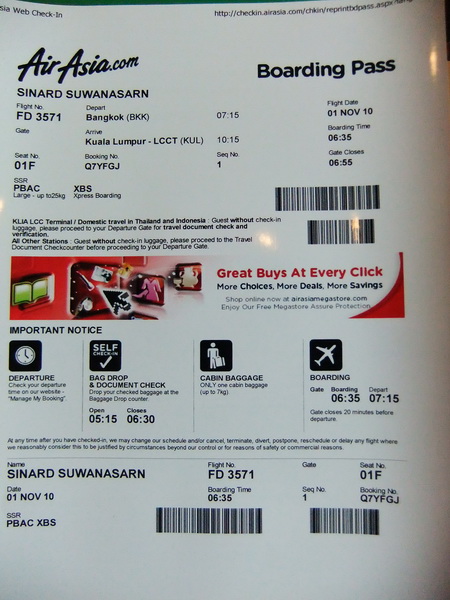 sia Web Check-In
http://checkin.airasia.com/chkin/reprintbdpass.aspx?
AirAsia.com
Boarding Pass
SINARD SUWANASARN
Flight No. Depart Flight Date
FD 3571 Bangkok (BKK) 07:15 01 NOV 10
Gate Arrive Boarding Time
Kuala Lumpur - LCCT (KUL) 10:15 06:35
Seat No. Booking No. Seq No. Gate Closes
01F Q7YFGJ 1 06:55
SSR
PBAC XBS
Large - up to25kg Xpress Boarding
KLIA LCC Terminal / Domestic travel in Thailand and Indonesia : Guest without check-in
luggage, please proceed to your Departure Gate for travel document check and
verification.
All Other Stations : Guest without check-in luggage, please proceed to the Travel
Document Checkcounter before proceeding to your Departure Gate.
Great Buys At Every Click
More Choices, More Deals, More Savings
Shop online now at airasiamegastore.com
Enjoy Our Free Megastore Assure Protection
IMPORTANT NOTICE
SELF
CHECK-IN
DEPARTURE
Check your departure
time on our website -
"Manage My Booking".
BAG DROP
& DOCUMENT CHECK
Drop your checked baggage at the
Baggage Drop counter.
Open Closes
05:15 06:30
CABIN BAGGAGE
ONLY one cabin baggage
(up to 7kg)
BOARDING
Gate Boarding Depart
06:35 07:15
Gate closes 20 minutes before
departure.
At any time after you have checked-in, we may change our schedule and/or cancel, terminate, divert, postpone, reschedule or delay any flight where
we reasonably consider this to be justified by circumstances beyond our control or for reasons of safety or commercial reasons.
Name Flight No. Gate Seat No.
SINARD SUWANASARN FD 3571 01F
Date Boarding Time Seq No. Booking No.
01 NOV 10 06:35 1 Q7YFGJ
SSR
PBAC XBS